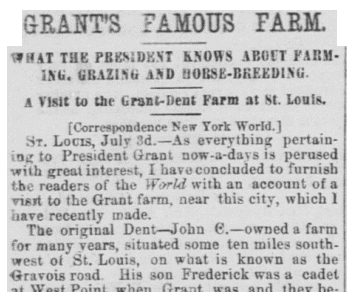 GRANT'S FAMOUS FARM.
WHAT THE PRESIDENT KNOWS ABOUT FARM-
ING, GRAZING AND HORSE-BREEDING.
A Visit to the Grant-Dent Farm at St. Louis.
[Correspondence New York World.]
ST. LOUIS, July 3d.—As everything pertain-
ing to President Grant now-a-days is perused
with great interest, I have concluded to furnish
the readers of the World with an account of a
visit to the Grant farm, near this city, which I
have recently made.
The original Dent—John C.—owned a farm
for many years, situated some ten miles south-
west of St. Louis, on what is known as the
Gravois road. His son Frederick was a cadet
at West Point when Grant was and they be-